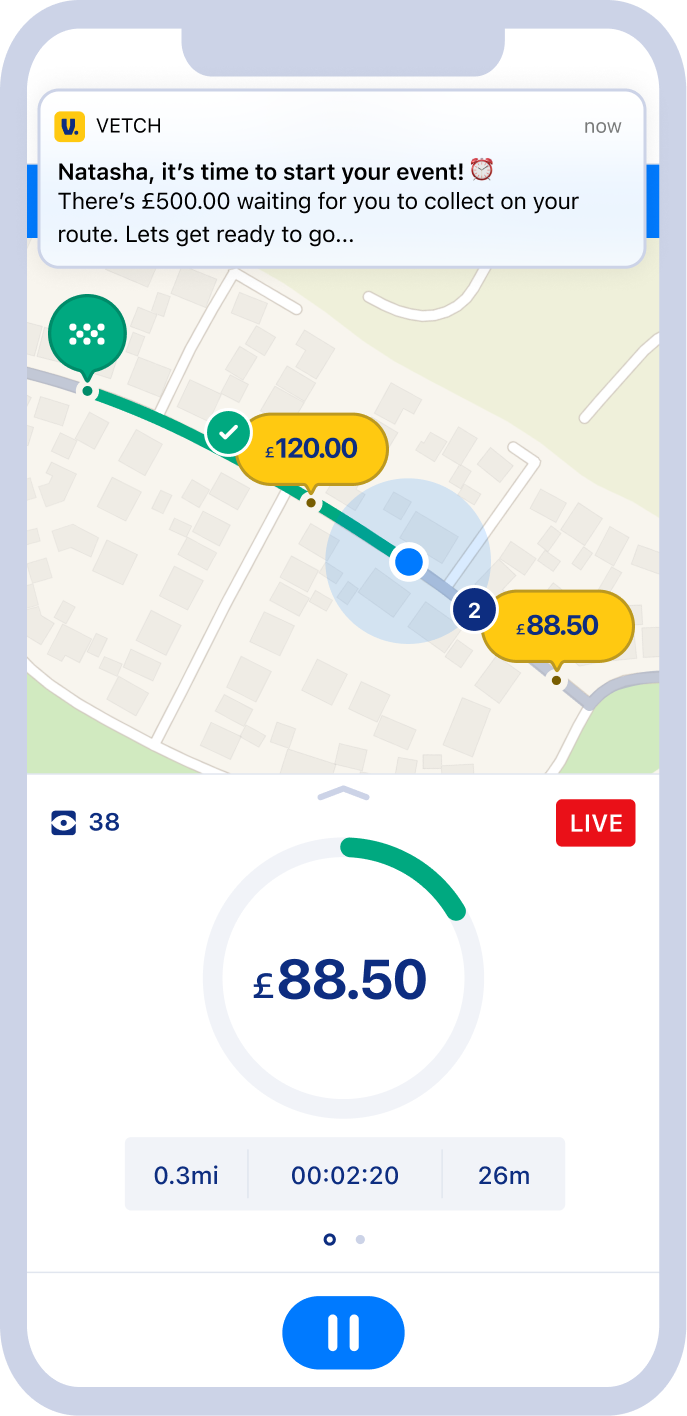 V. VETCH now
Natasha, it’s time to start your event! ⏰
There’s £500.00 waiting for you to collect on your
route. Lets get ready to go...
£120.00
2 £88.50
38 LIVE
£88.50
0.3mi 00:02:20 26m